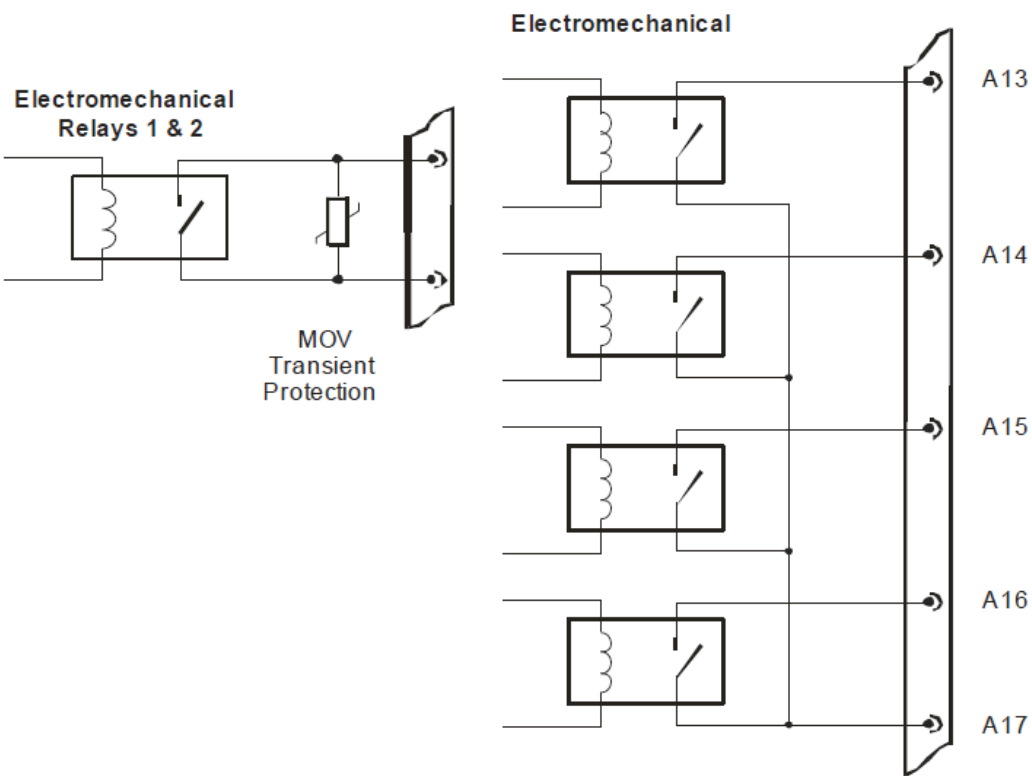 Electromechanical
Relays 1 & 2
MOV
Transient
Protection
Electromechanical
A13
A14
A15
A16
A17